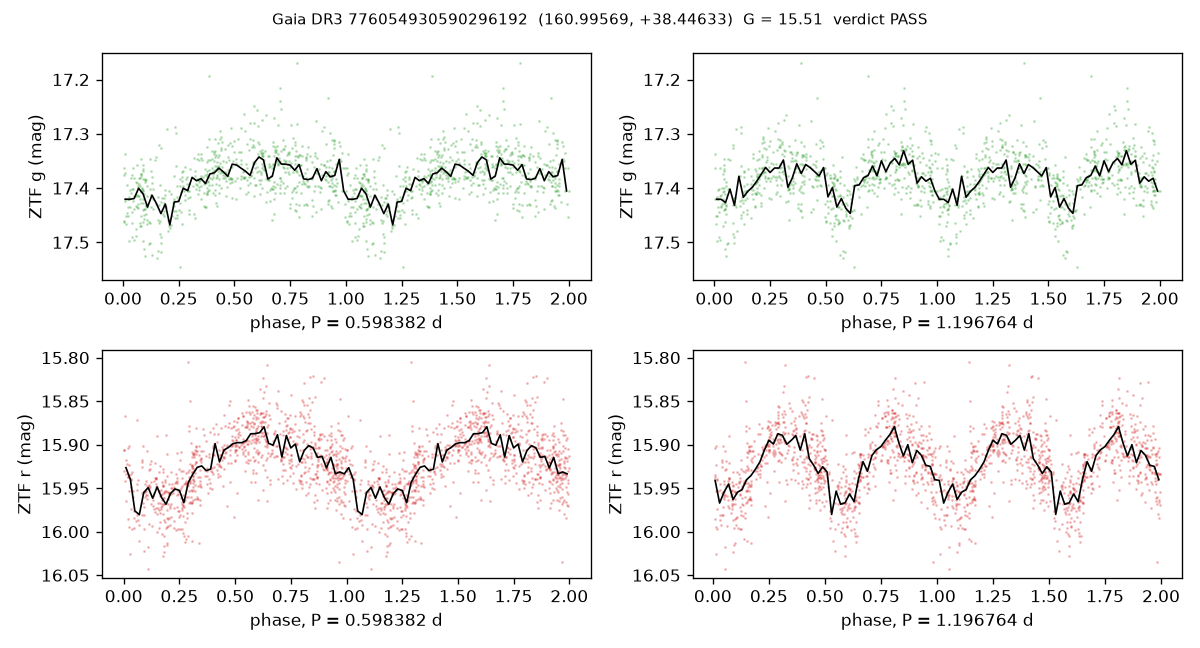 Gaia DR3 776054930590296192 (160.99569, +38.44633) G = 15.51 verdict PASS
ZTF g (mag)
17.2
17.3
17.4
17.5
0.00 0.25 0.50 0.75 1.00 1.25 1.50 1.75 2.00
phase, P = 0.598382 d
ZTF g (mag)
17.2
17.3
17.4
17.5
0.00 0.25 0.50 0.75 1.00 1.25 1.50 1.75 2.00
phase, P = 1.196764 d
ZTF r (mag)
15.80
15.85
15.90
15.95
16.00
16.05
0.00 0.25 0.50 0.75 1.00 1.25 1.50 1.75 2.00
phase, P = 0.598382 d
ZTF r (mag)
15.80
15.85
15.90
15.95
16.00
16.05
0.00 0.25 0.50 0.75 1.00 1.25 1.50 1.75 2.00
phase, P = 1.196764 d